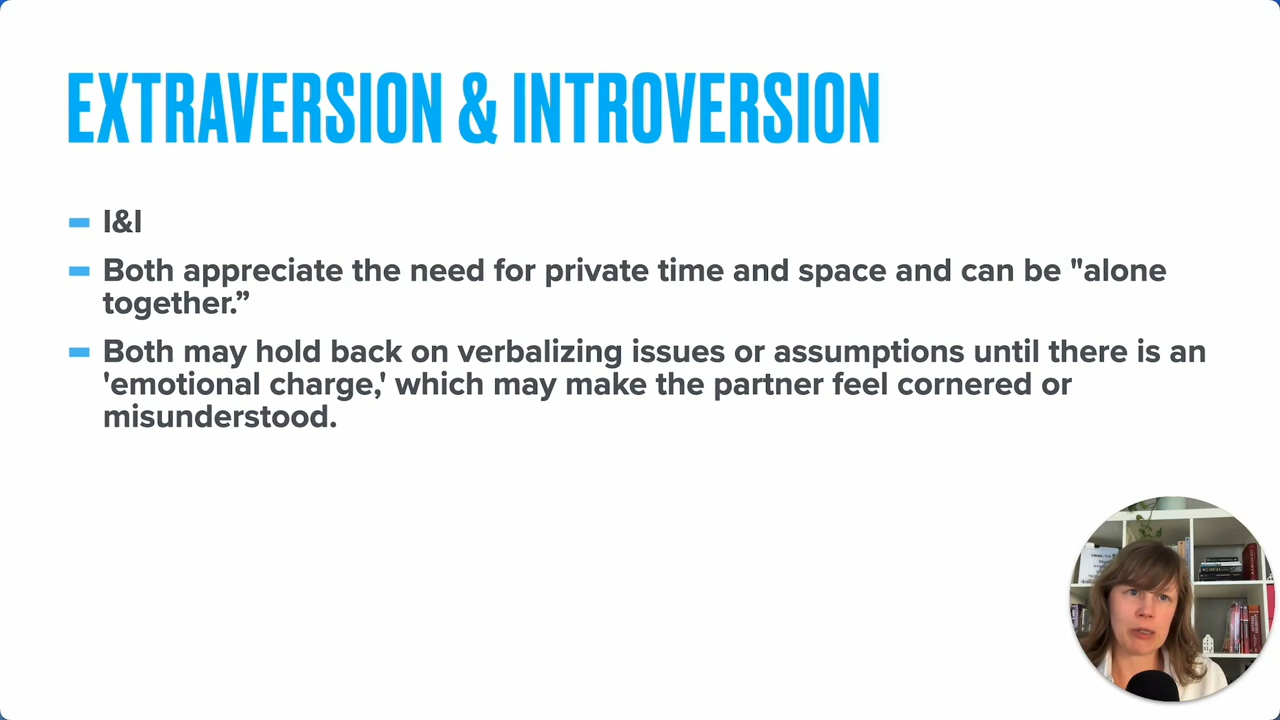 EXTRAVERSION & INTROVERSION
I&I
Both appreciate the need for private time and space and can be "alone
together.”
Both may hold back on verbalizing issues or assumptions until there is an
'emotional charge,' which may make the partner feel cornered or
misunderstood.